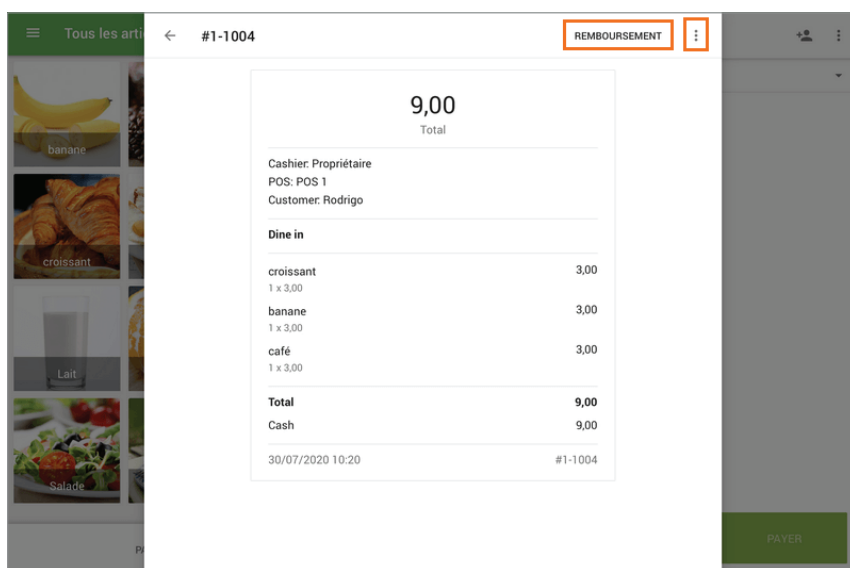 Tous les arti
#1-1004
REMBOURSEMENT
9,00
Total
Cashier: Propriétaire
POS: POS 1
Customer: Rodrigo
Dine in
croissant 3,00
1 x 3,00
banane 3,00
1 x 3,00
café 3,00
1 x 3,00
Total 9,00
Cash 9,00
30/07/2020 10:20 #1-1004
banane
croissant
Lait
Salade
PAYER